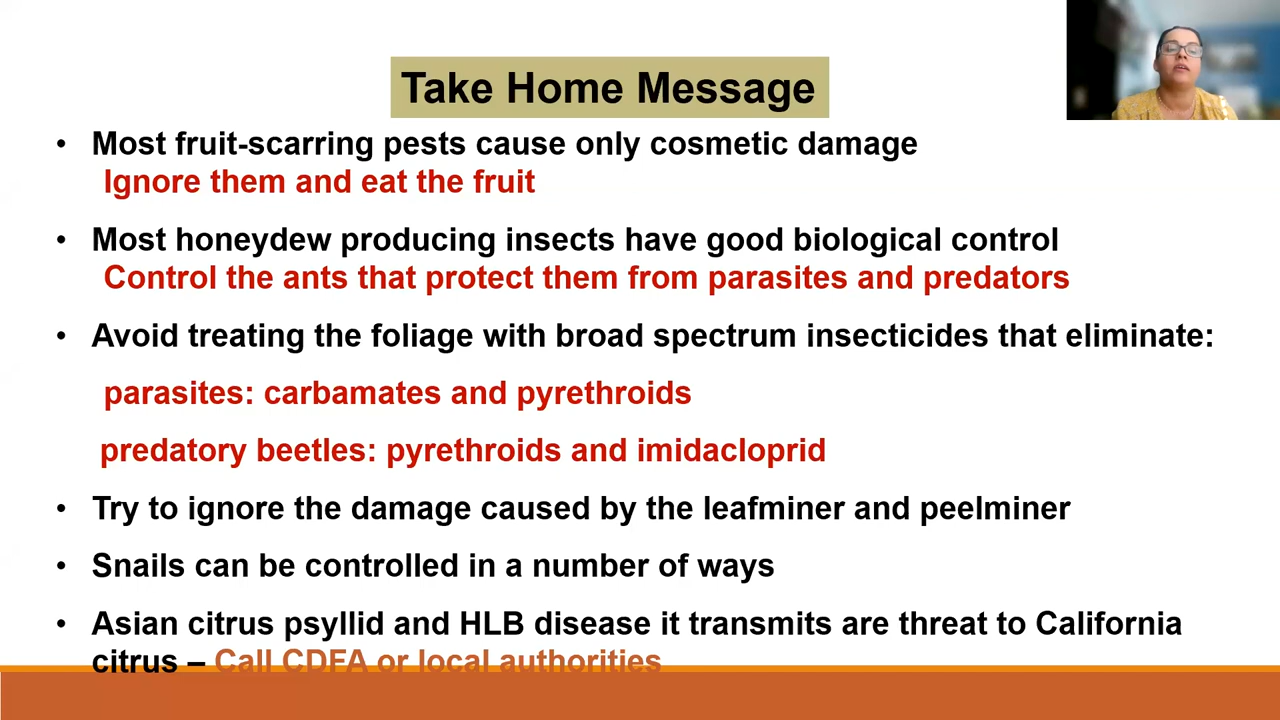 Take Home Message
• Most fruit-scarring pests cause only cosmetic damage
Ignore them and eat the fruit
• Most honeydew producing insects have good biological control
Control the ants that protect them from parasites and predators
• Avoid treating the foliage with broad spectrum insecticides that eliminate:
parasites: carbamates and pyrethroids
predatory beetles: pyrethroids and imidacloprid
• Try to ignore the damage caused by the leafminer and peelminer
• Snails can be controlled in a number of ways
• Asian citrus psyllid and HLB disease it transmits are threat to California
citrus – Call CDFA or local authorities